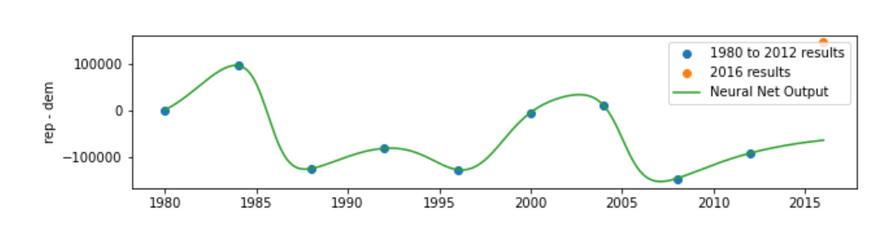 1980 to 2012 results
2016 results
Neural Net Output
rep - dem
100000
0
−100000
1980 1985 1990 1995 2000 2005 2010 2015